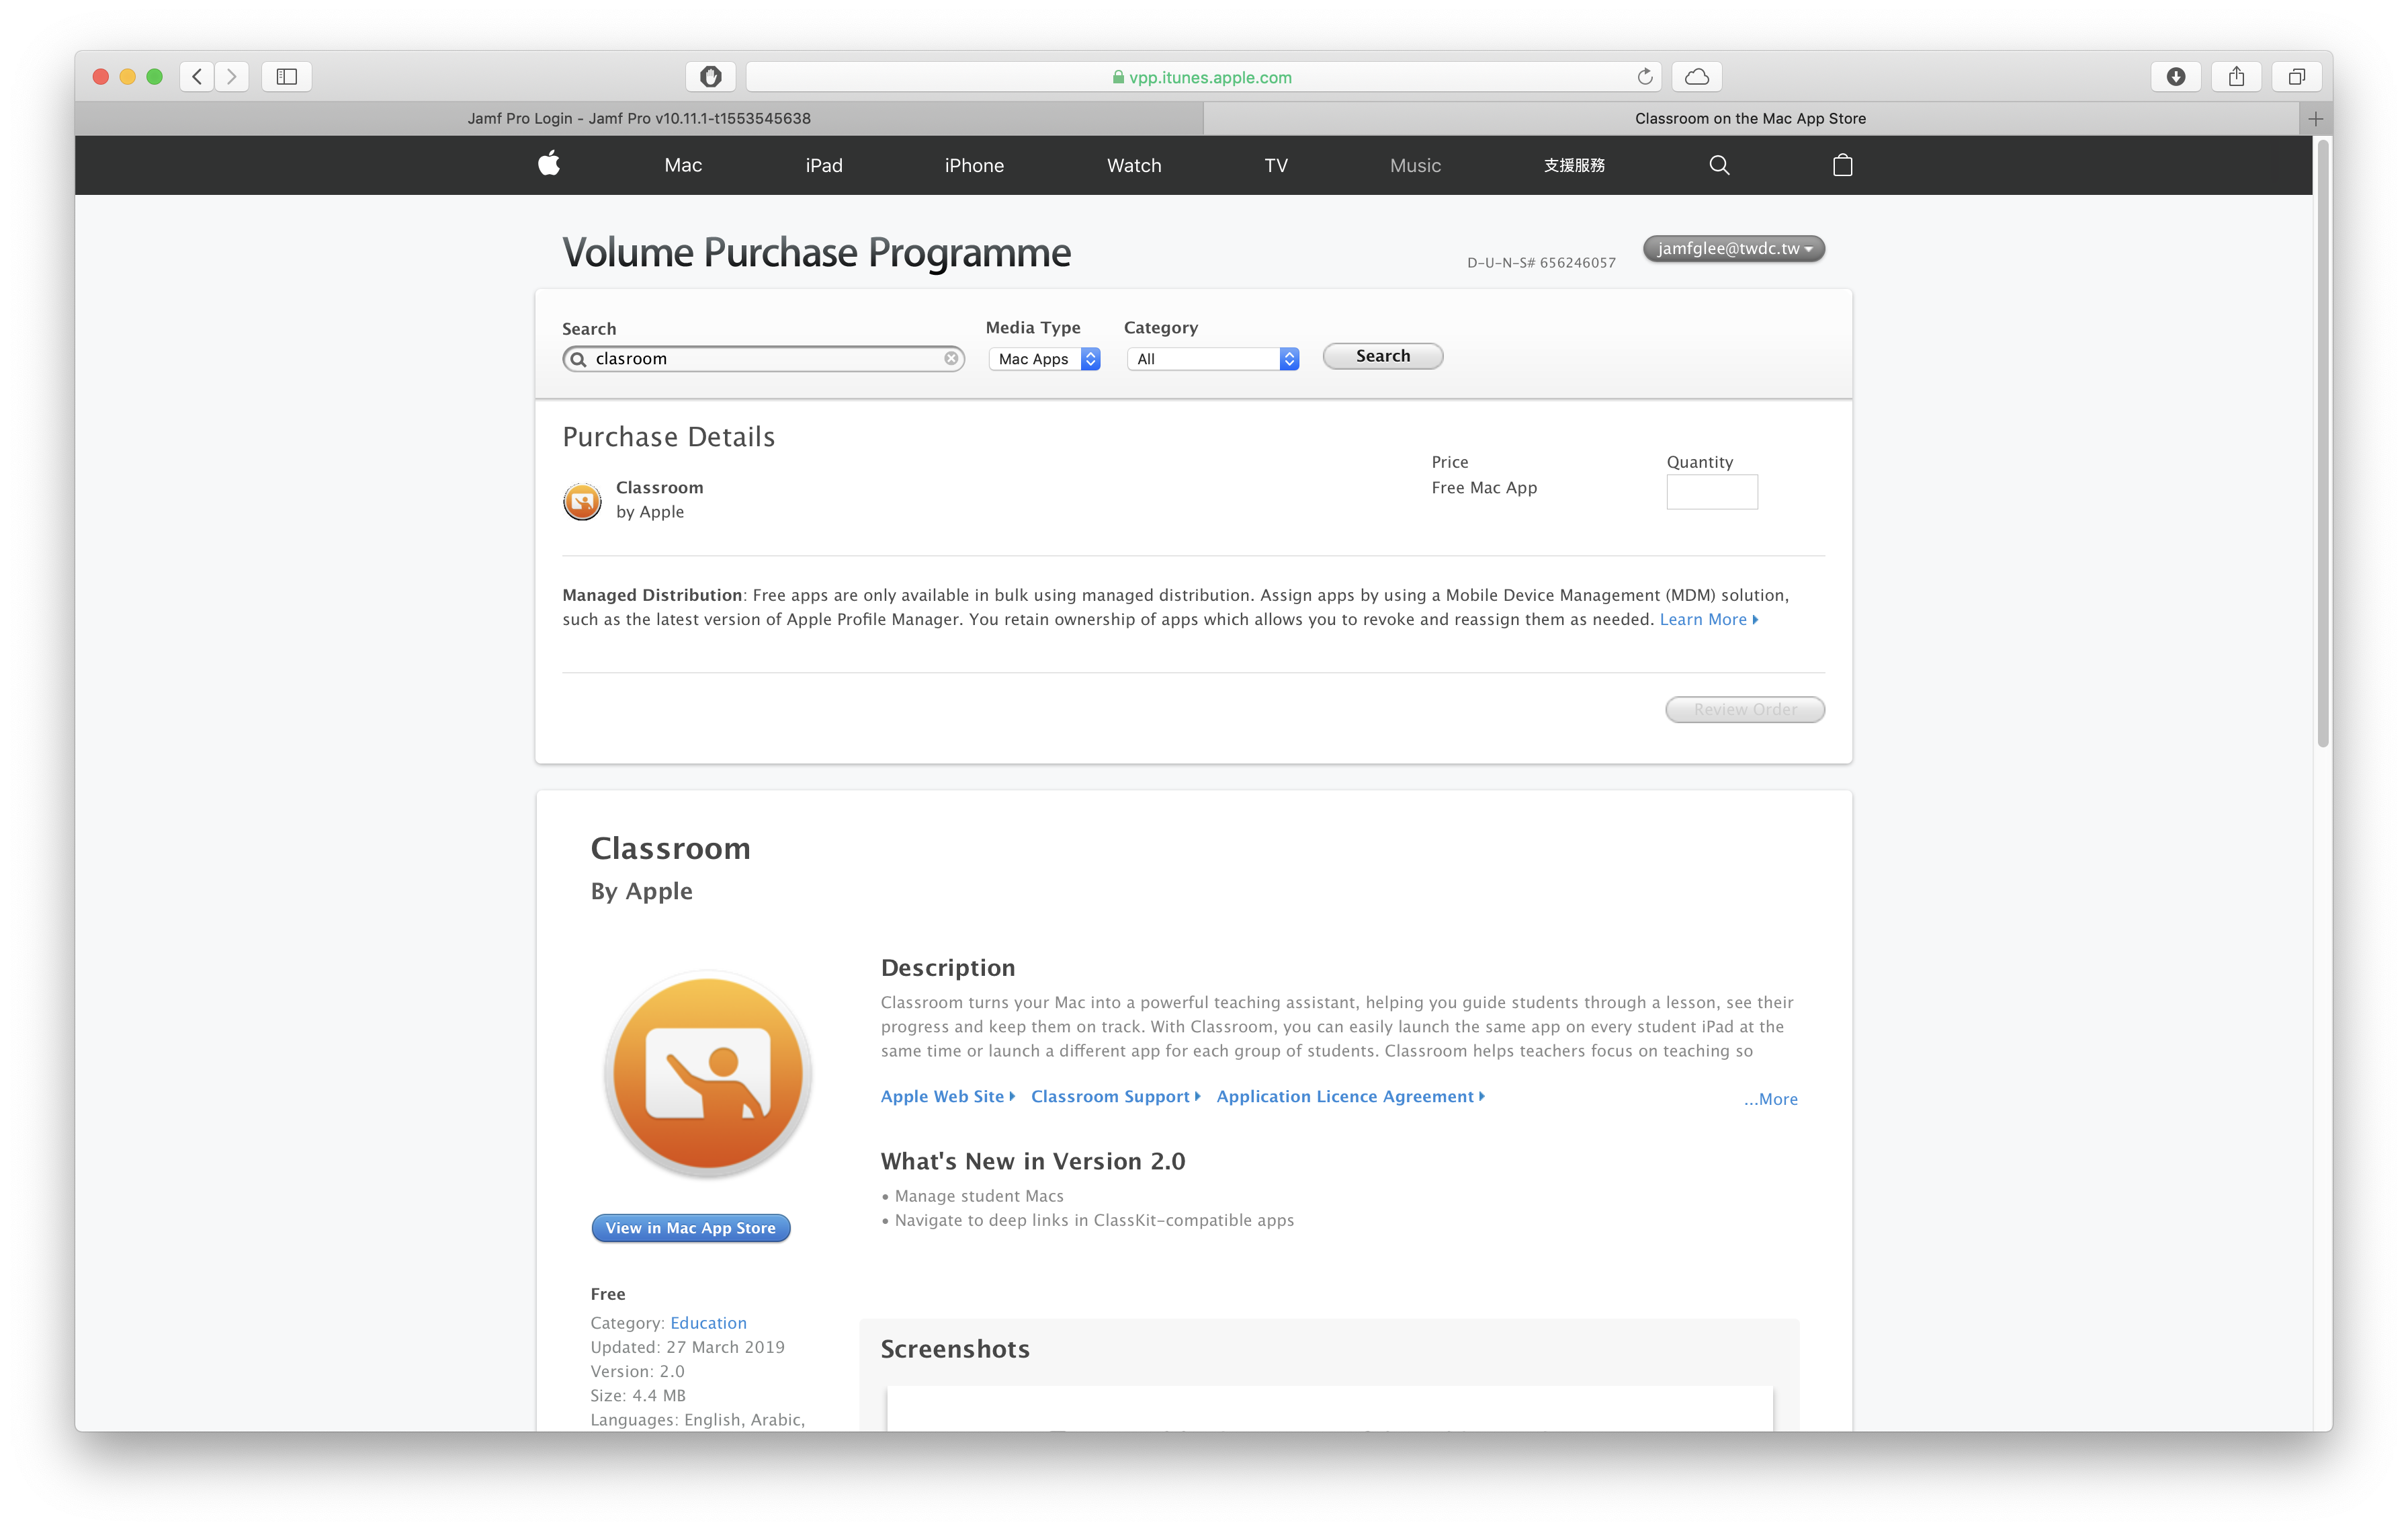 vpp.itunes.apple.com
Jamf Pro Login - Jamf Pro v10.11.1-t1553545638
Classroom on the Mac App Store
Mac
iPad
iPhone
Watch
TV
Music
支援服務
Volume Purchase Programme
D-U-N-S# 656246057
jamfglee@twdc.tw
Search
Media Type
Category
clasroom
Mac Apps
All
Search
Purchase Details
Price
Quantity
Classroom
Free Mac App
by Apple
Managed Distribution: Free apps are only available in bulk using managed distribution. Assign apps by using a Mobile Device Management (MDM) solution,
such as the latest version of Apple Profile Manager. You retain ownership of apps which allows you to revoke and reassign them as needed. Learn More
Review Order
Classroom
By Apple
Description
Classroom turns your Mac into a powerful teaching assistant, helping you guide students through a lesson, see their
progress and keep them on track. With Classroom, you can easily launch the same app on every student iPad at the
same time or launch a different app for each group of students. Classroom helps teachers focus on teaching so
Apple Web Site
Classroom Support
Application Licence Agreement
...More
What's New in Version 2.0
• Manage student Macs
• Navigate to deep links in ClassKit-compatible apps
View in Mac App Store
Free
Category: Education
Updated: 27 March 2019
Version: 2.0
Size: 4.4 MB
Languages: English, Arabic,
Screenshots